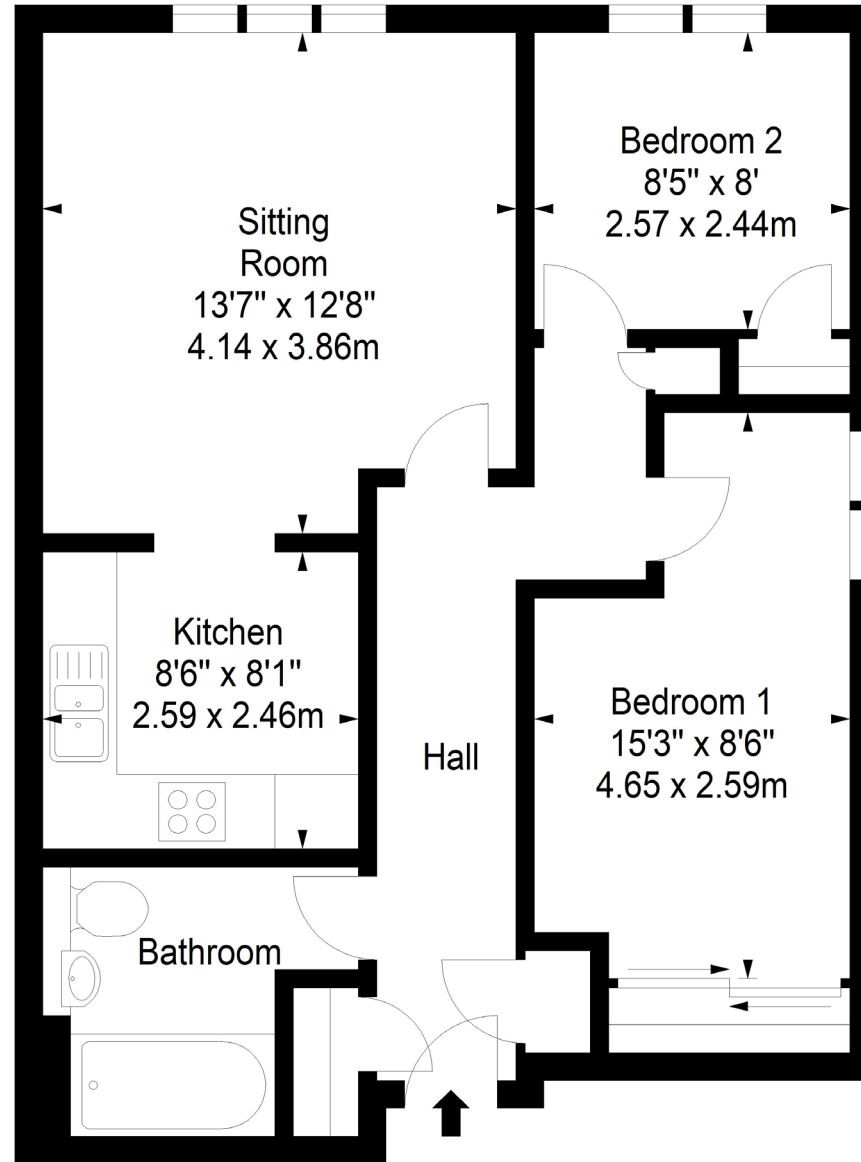 Sitting
Room
13'7" x 12'8"
4.14 x 3.86m
Bedroom 2
8'5" x 8'
2.57 x 2.44m
Kitchen
8'6" x 8'1"
2.59 x 2.46m
Hall
Bedroom 1
15'3" x 8'6"
4.65 x 2.59m
Bathroom